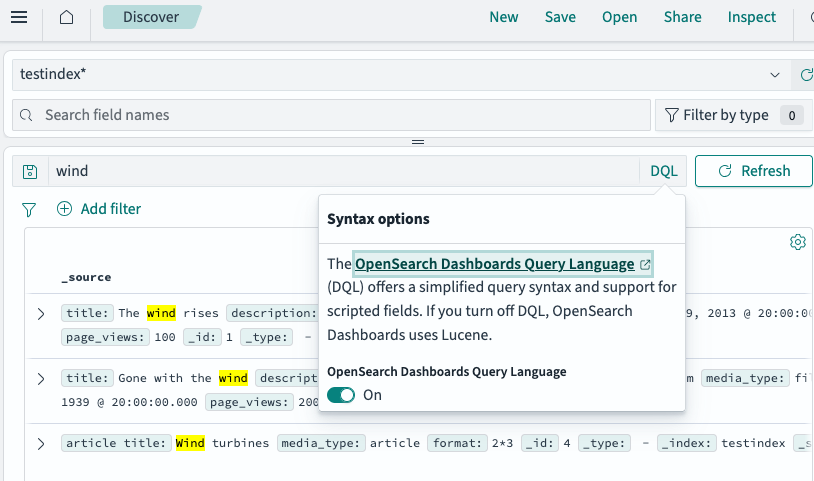 Discover New Save Open Share Inspect
testindex*
Search field names Filter by type 0
wind DQL Refresh
Add filter
Syntax options
The OpenSearch Dashboards Query Language
(DQL) offers a simplified query syntax and support for
scripted fields. If you turn off DQL, OpenSearch
Dashboards uses Lucene.
OpenSearch Dashboards Query Language
On
_source
title: The wind rises description: 9, 2013 @ 20:00:0
page_views: 100 _id: 1 _type: -
title: Gone with the wind descript m media_type: fi
1939 @ 20:00:00.000 page_views: 200
article title: Wind turbines media_type: article format: 2*3 _id: 4 _type: - _index: testindex _s